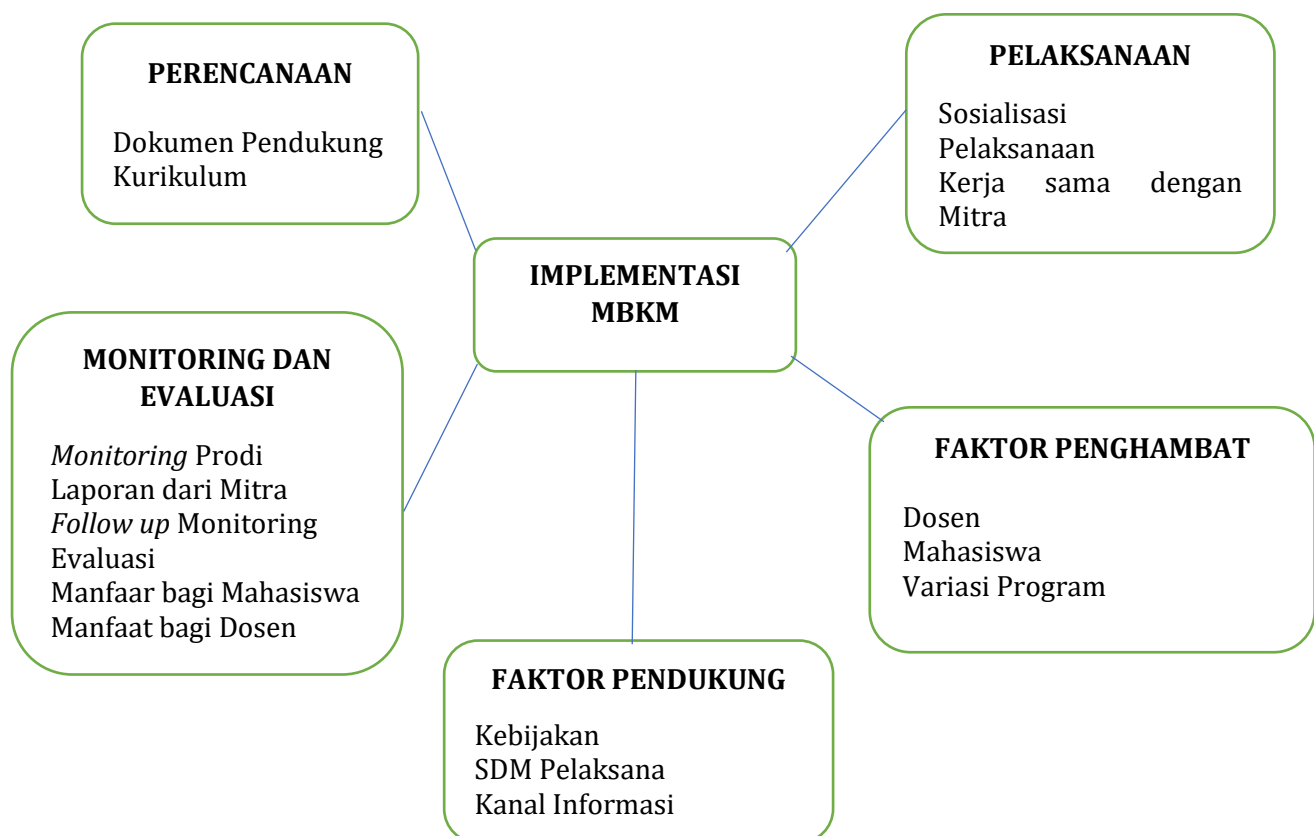 PERENCANAAN
Dokumen Pendukung
Kurikulum
PELAKSANAAN
Sosialisasi
Pelaksanaan
Kerja sama dengan
Mitra
IMPLEMENTASI
MBKM
MONITORING DAN
EVALUASI
Monitoring Prodi
Laporan dari Mitra
Follow up Monitoring
Evaluasi
Manfaar bagi Mahasiswa
Manfaat bagi Dosen
FAKTOR PENGHAMBAT
Dosen
Mahasiswa
Variasi Program
FAKTOR PENDUKUNG
Kebijakan
SDM Pelaksana
Kanal Informasi